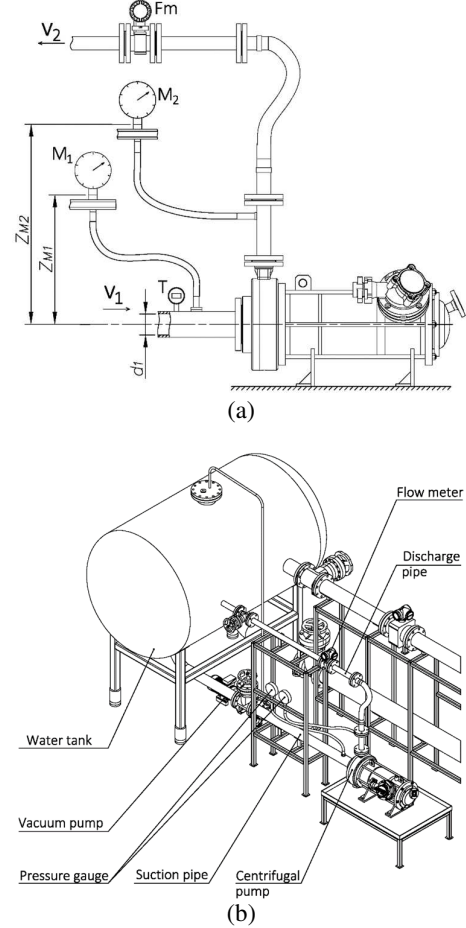 Fm
V2
M2
M1
ZM2
ZM1
V1
T
d1
(a)
Flow meter
Discharge
pipe
Water tank
Vacuum pump
Pressure gauge
Suction pipe
Centrifugal
pump
(b)